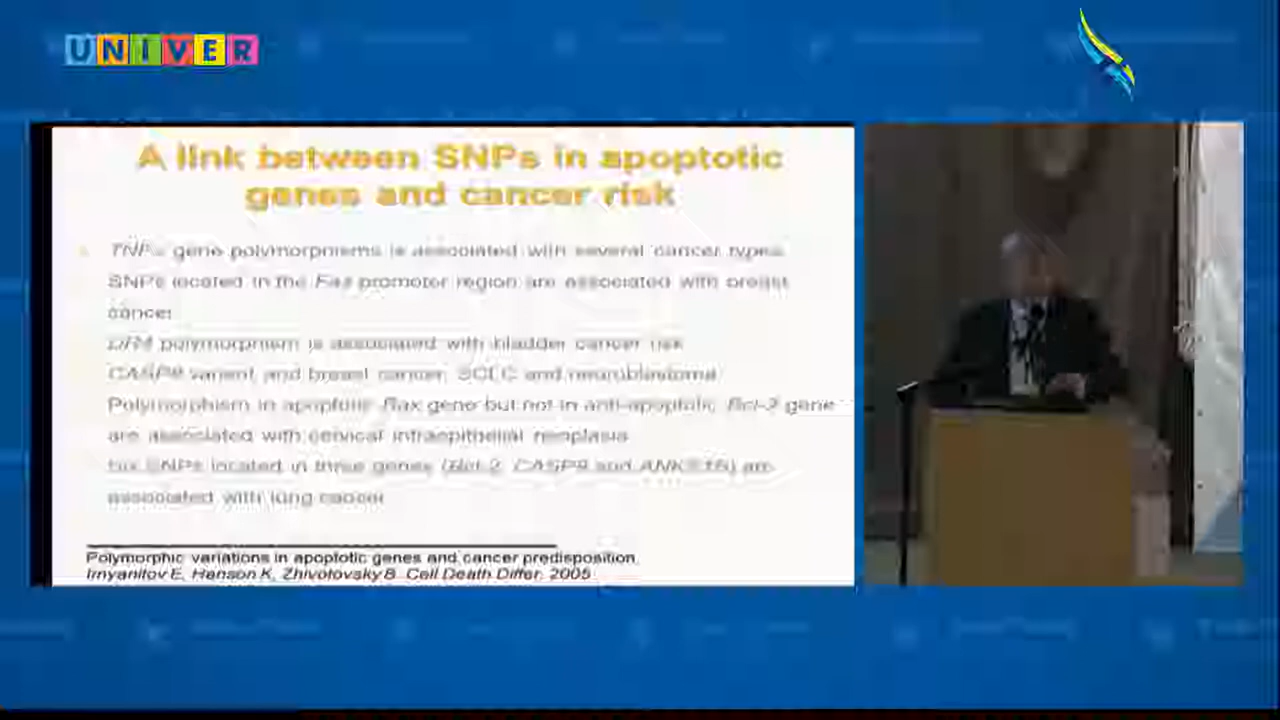 UNIVER
A link between SNPs in apoptotic
genes and cancer risk
gene polymorphisms is associated with several cancer types
SNPs located in the Fas promoter region are associated with breast
cancer
DR4 polymorphism is associated with bladder cancer risk
variant and breast cancer, SCLC and neuroblastoma
Polymorphism in apoptotic Bax gene but not in anti-apoptotic Bcl-2 gene
are associated with cervical intraepithelial neoplasia
SNPs located in three genes (Bcl-2, CASP9 and are
associated with lung cancer
Polymorphic variations in apoptotic genes and cancer predisposition
Imyanitov E, Hanson K, Zhivotovsky B. Cell Death Differ. 2005